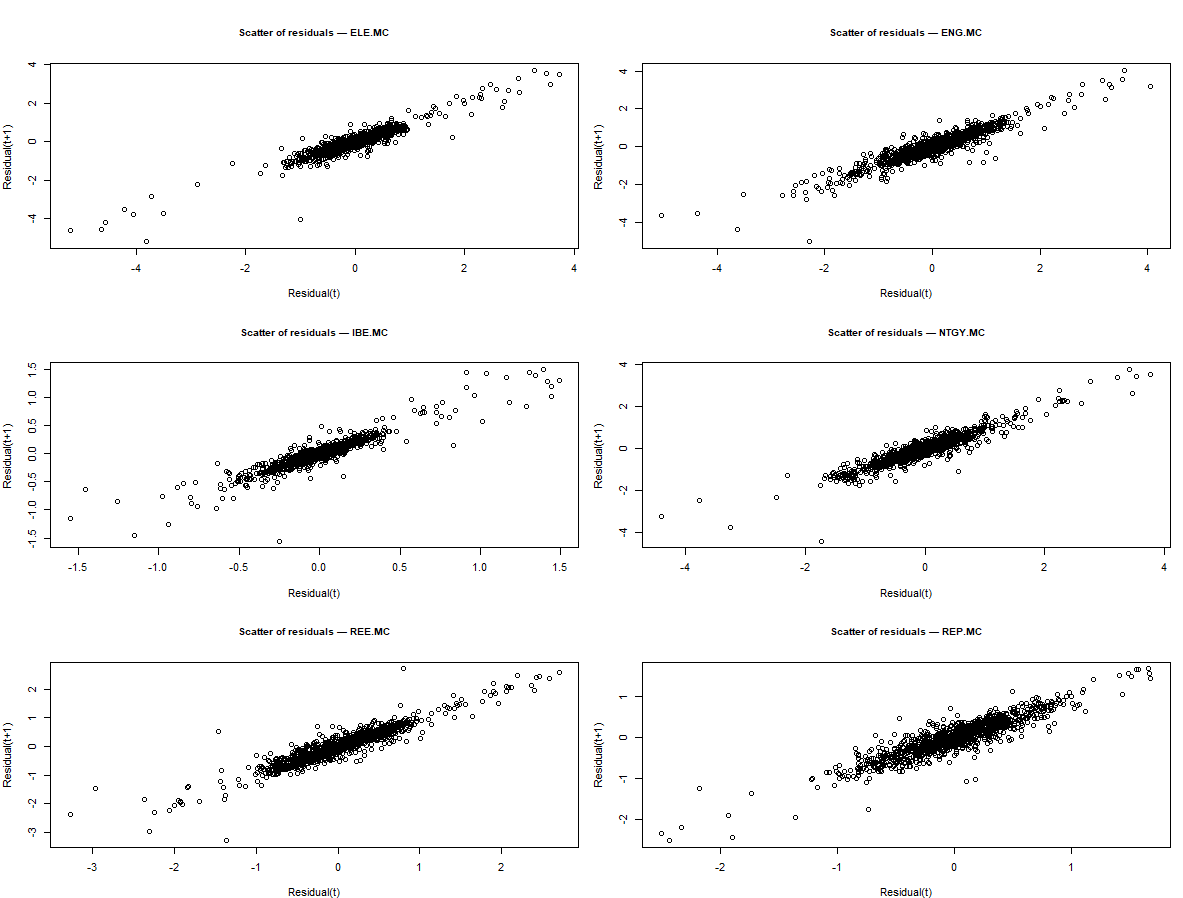 Scatter of residuals — ELE.MC
Residual(t+1)
4
2
0
-2
-4
-4 -2 0 2 4
Residual(t)
Scatter of residuals — ENG.MC
Residual(t+1)
4
2
0
-2
-4
-4 -2 0 2 4
Residual(t)
Scatter of residuals — IBE.MC
Residual(t+1)
1.5
1.0
0.5
0.0
-0.5
-1.0
-1.5
-1.5 -1.0 -0.5 0.0 0.5 1.0 1.5
Residual(t)
Scatter of residuals — NTGY.MC
Residual(t+1)
4
2
0
-2
-4
-4 -2 0 2 4
Residual(t)
Scatter of residuals — REE.MC
Residual(t+1)
2
1
0
-1
-2
-3
-3 -2 -1 0 1 2
Residual(t)
Scatter of residuals — REP.MC
Residual(t+1)
1
0
-1
-2
-2 -1 0 1
Residual(t)